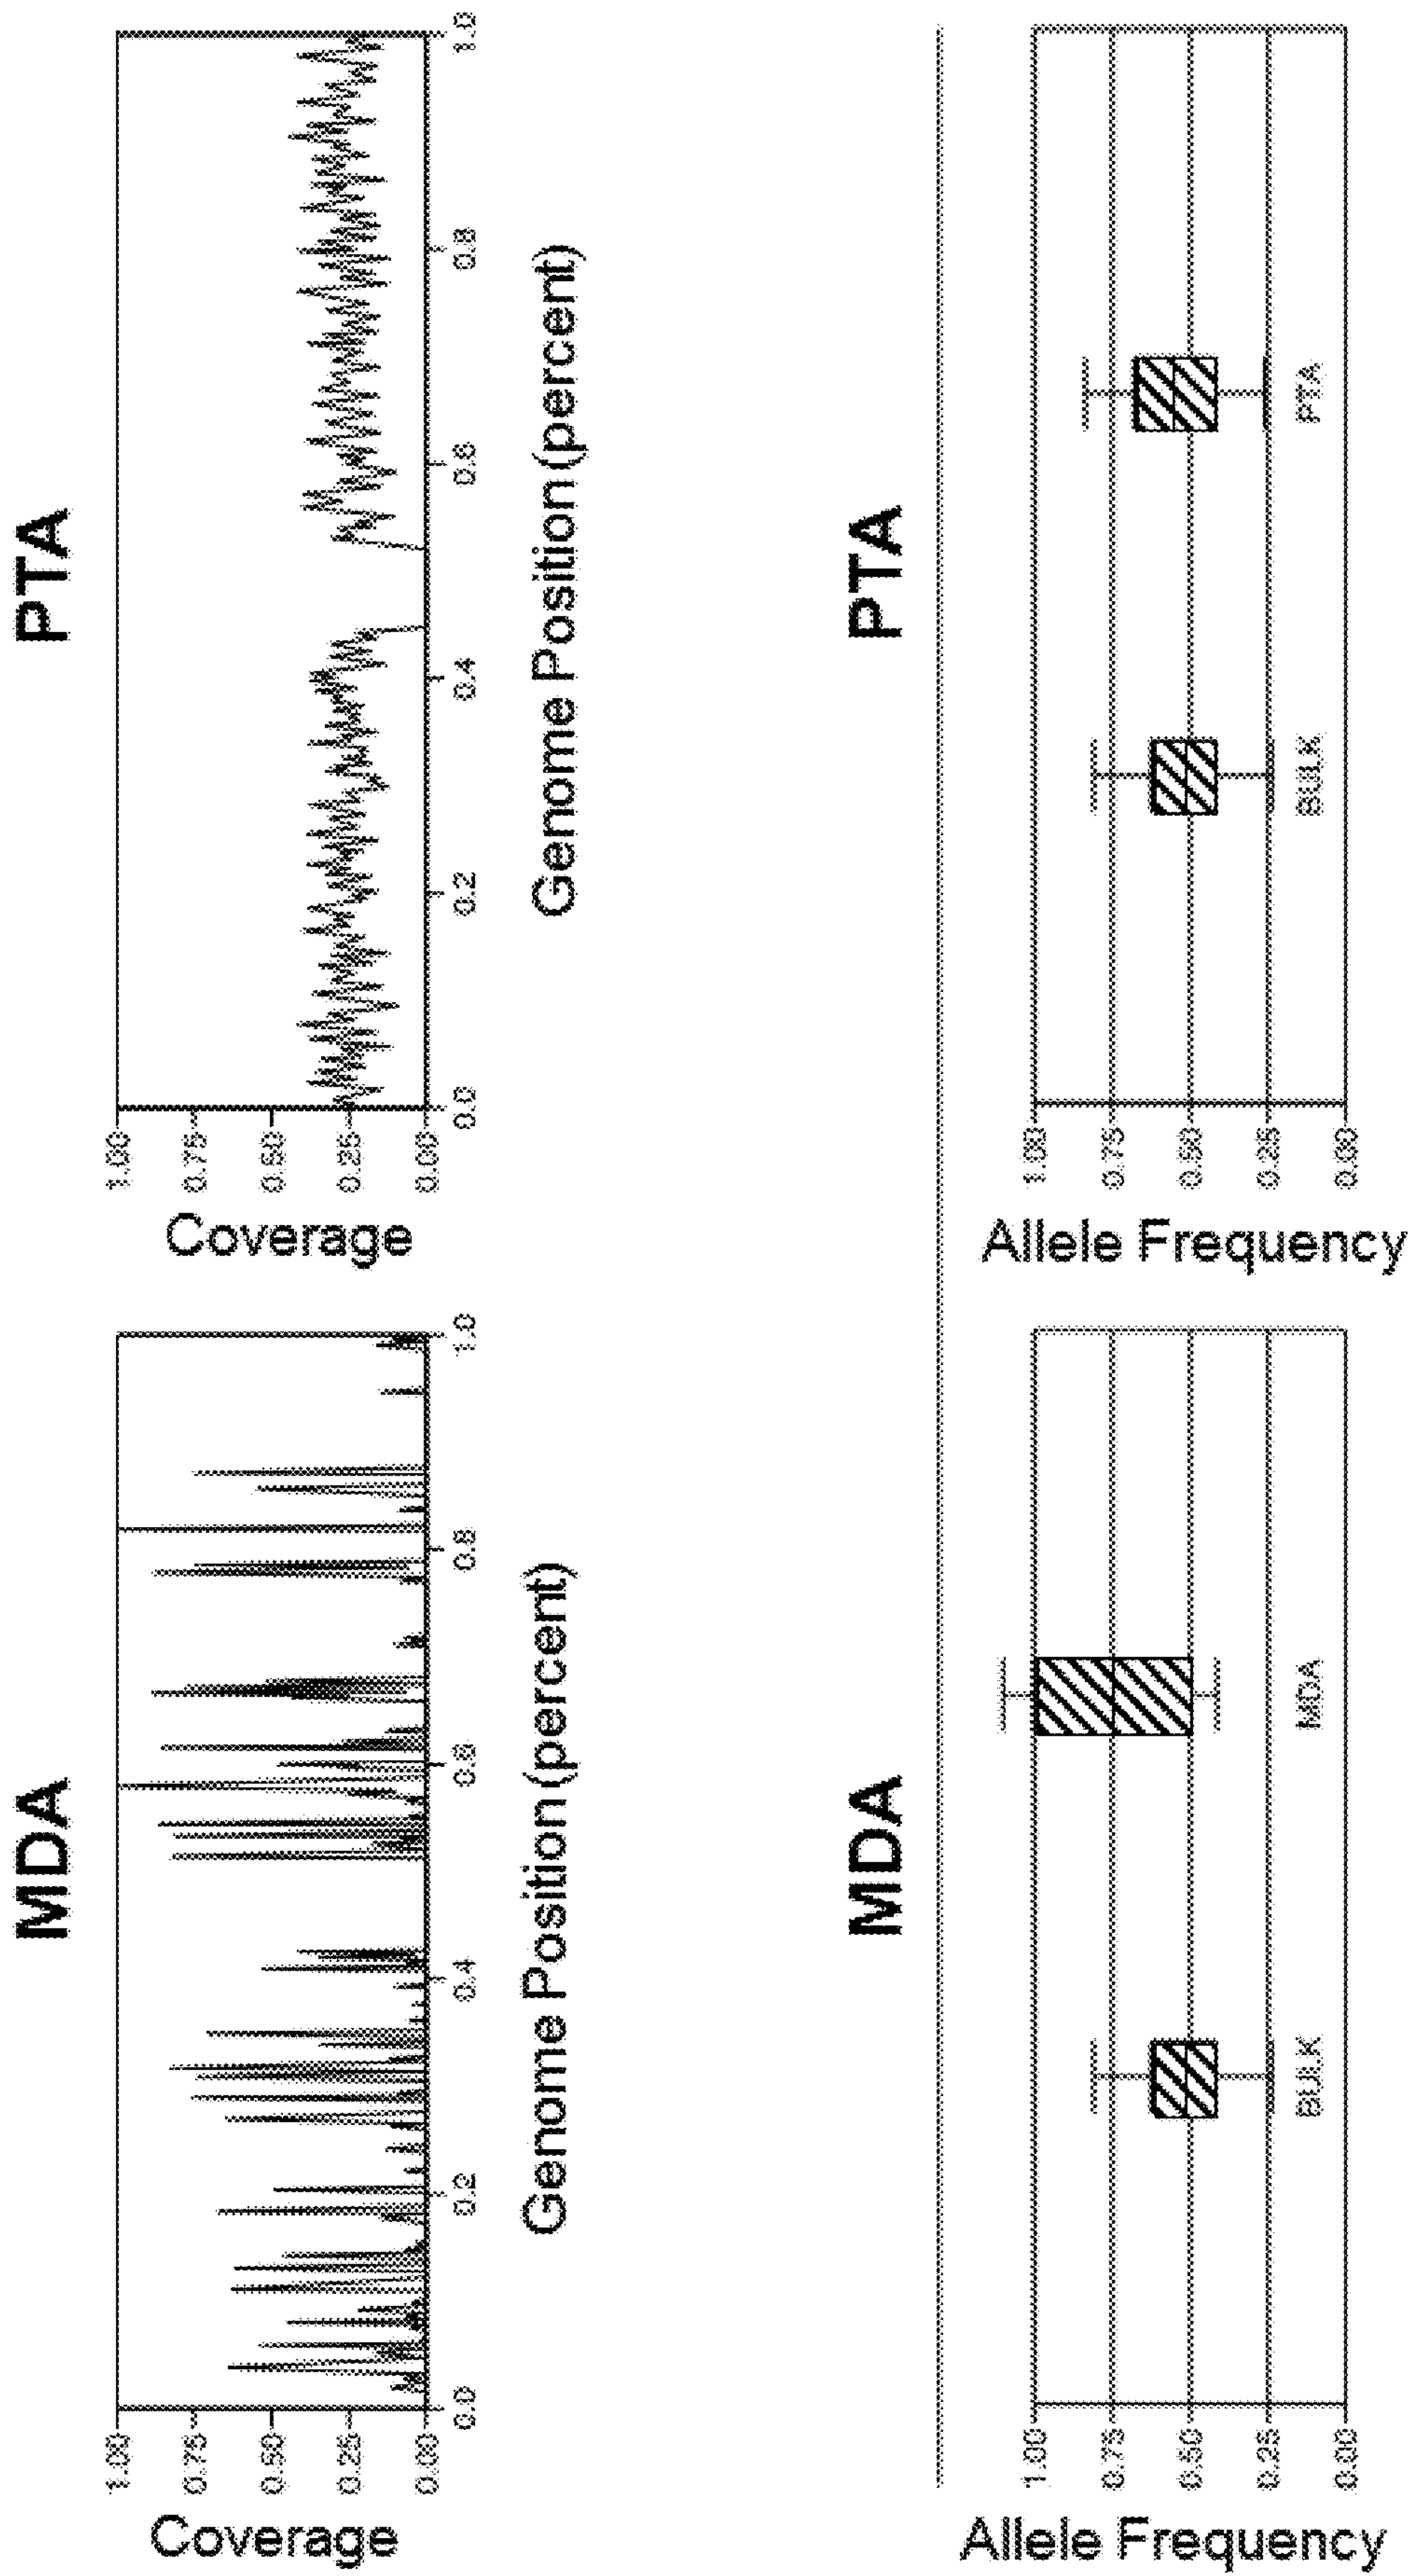 MDA
Coverage
1.00
0.75
0.50
0.25
0.00
0.0
0.2
0.4
0.6
0.8
1.0
Genome Position (percent)
PTA
Coverage
1.00
0.75
0.50
0.25
0.00
0.0
0.2
0.4
0.6
0.8
1.0
Genome Position (percent)
MDA
Allele Frequency
1.00
0.75
0.50
0.25
0.00
BULK
MDA
PTA
Allele Frequency
1.00
0.75
0.50
0.25
0.00
BULK
PTA